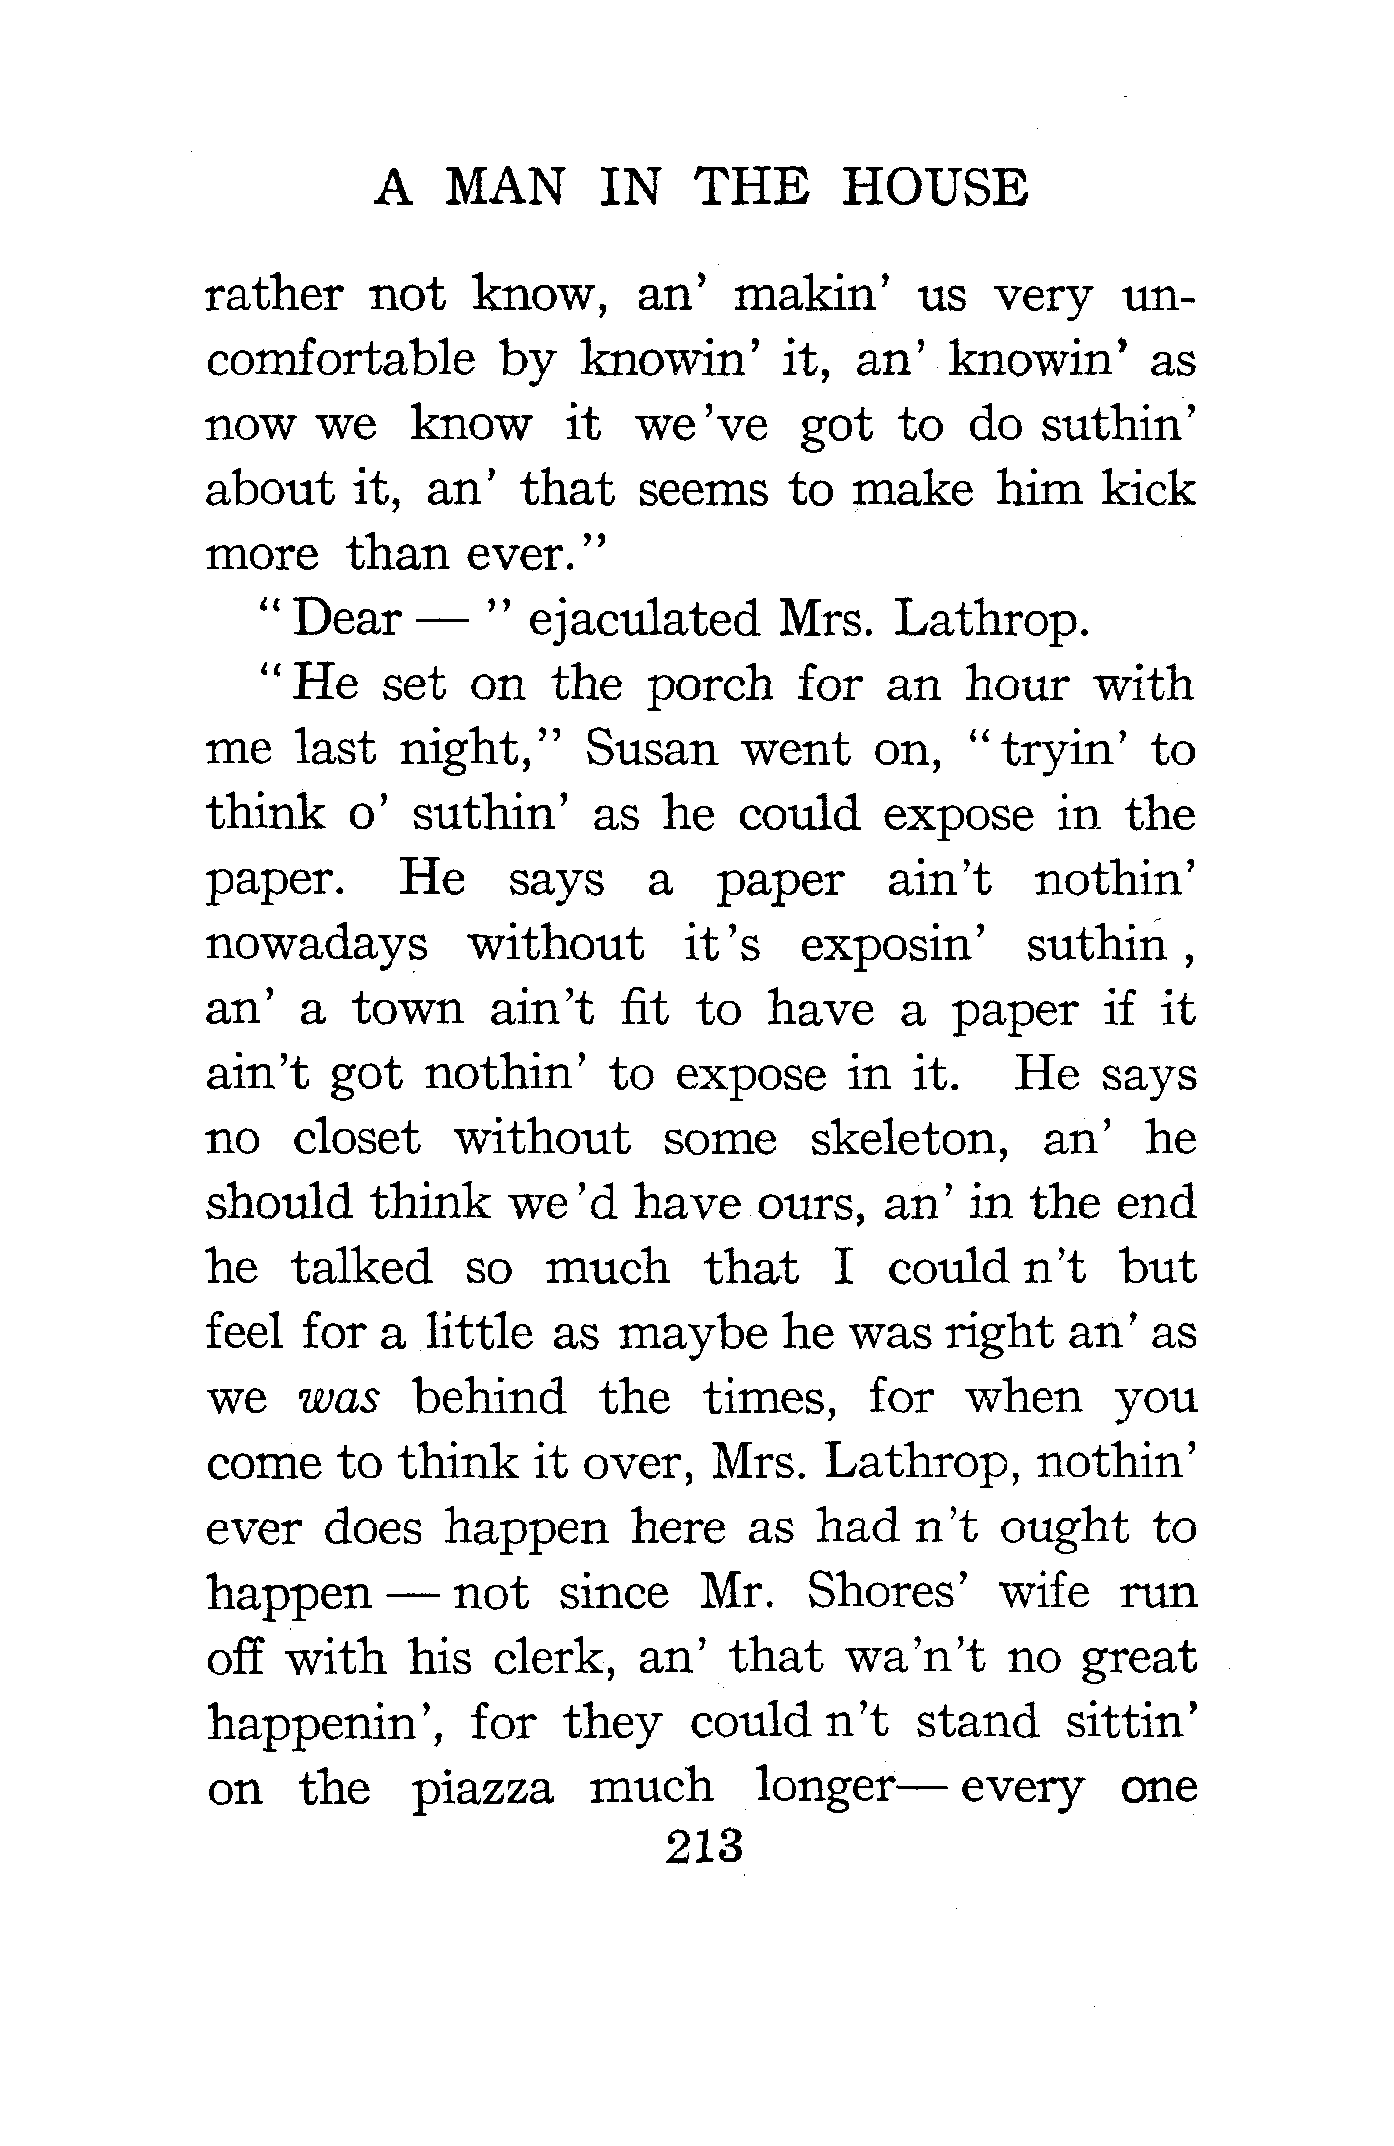 A MAN IN THE HOUSE
rather not know, an' makin' us very un-
comfortable by knowin' it, an' knowin' as
now we know it we've got to do suthin'
about it, an' that seems to make him kick
more than ever."
"Dear — " ejaculated Mrs. Lathrop.
"He set on the porch for an hour with
me last night," Susan went on, "tryin' to
think o' suthin' as he could expose in the
paper. He says a paper ain't nothin'
nowadays without it's exposin' suthin ,
an' a town ain't fit to have a paper if it
ain't got nothin' to expose in it. He says
no closet without some skeleton, an' he
should think we'd have ours, an' in the end
he talked so much that I could n't but
feel for a little as maybe he was right an' as
we was behind the times, for when you
come to think it over, Mrs. Lathrop, nothin'
ever does happen here as had n't ought to
happen — not since Mr. Shores' wife run
off with his clerk, an' that wa'n't no great
happenin', for they could n't stand sittin'
on the piazza much longer— every one
213